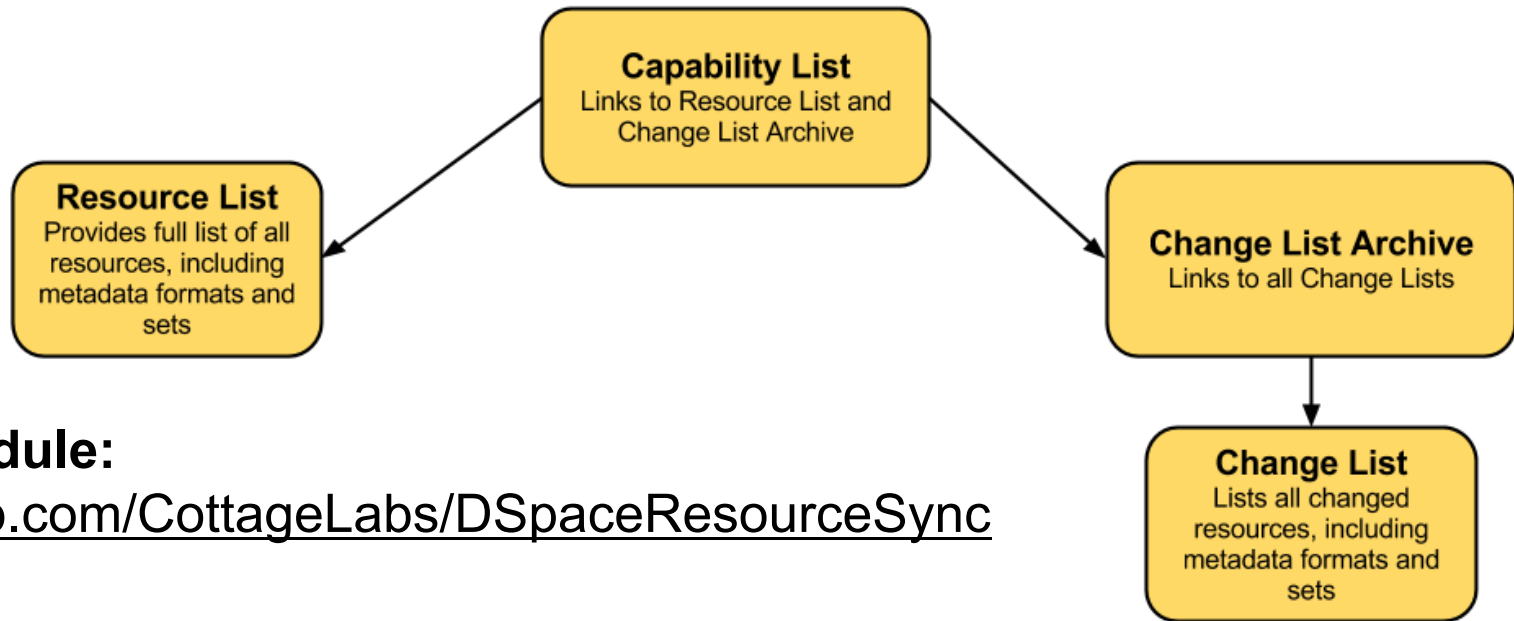 Capability List
Links to Resource List and
Change List Archive
Resource List
Provides full list of all
resources, including
metadata formats and
sets
Change List Archive
Links to all Change Lists
dule:
.com/CottageLabs/DSpaceResourceSync
Change List
Lists all changed
resources, including
metadata formats and
sets